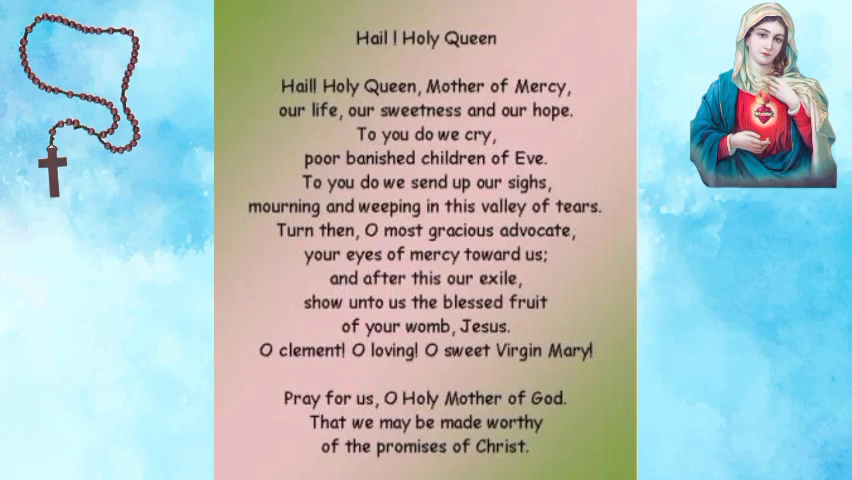 Hail ! Holy Queen
Hail! Holy Queen, Mother of Mercy,
our life, our sweetness and our hope.
To you do we cry,
poor banished children of Eve.
To you do we send up our sighs,
mourning and weeping in this valley of tears.
Turn then, O most gracious advocate,
your eyes of mercy toward us;
and after this our exile,
show unto us the blessed fruit
of your womb, Jesus.
O clement! O loving! O sweet Virgin Mary!
Pray for us, O Holy Mother of God.
That we may be made worthy
of the promises of Christ.